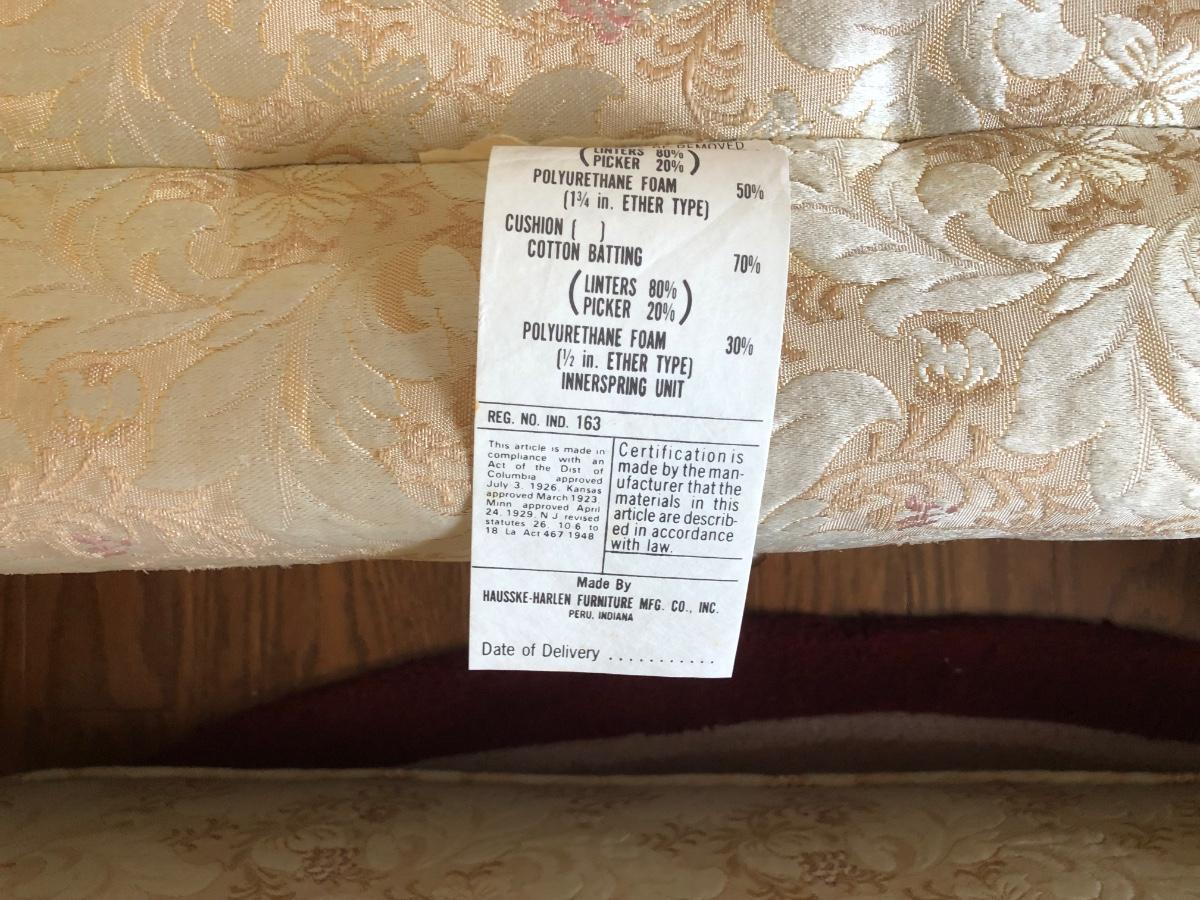 REMOVED
(LINTERS 80%
PICKER 20%)
POLYURETHANE FOAM 50%
(1¾ in. ETHER TYPE)
CUSHION ( )
COTTON BATTING 70%
(LINTERS 80%
PICKER 20%)
POLYURETHANE FOAM 30%
(½ in. ETHER TYPE)
INNERSPRING UNIT
REG. NO. IND. 163
This article is made in
compliance with an
Act of the Dist of
Columbia approved
July 3, 1926, Kansas
approved March 1923,
Minn approved April
24, 1929, N J revised
statutes 26, 10 6 to
18 La Act 467 1948
Certification is
made by the man-
ufacturer that the
materials in this
article are describ-
ed in accordance
with law.
Made By
HAUSSKE-HARLEN FURNITURE MFG. CO., INC.
PERU, INDIANA
Date of Delivery ...........